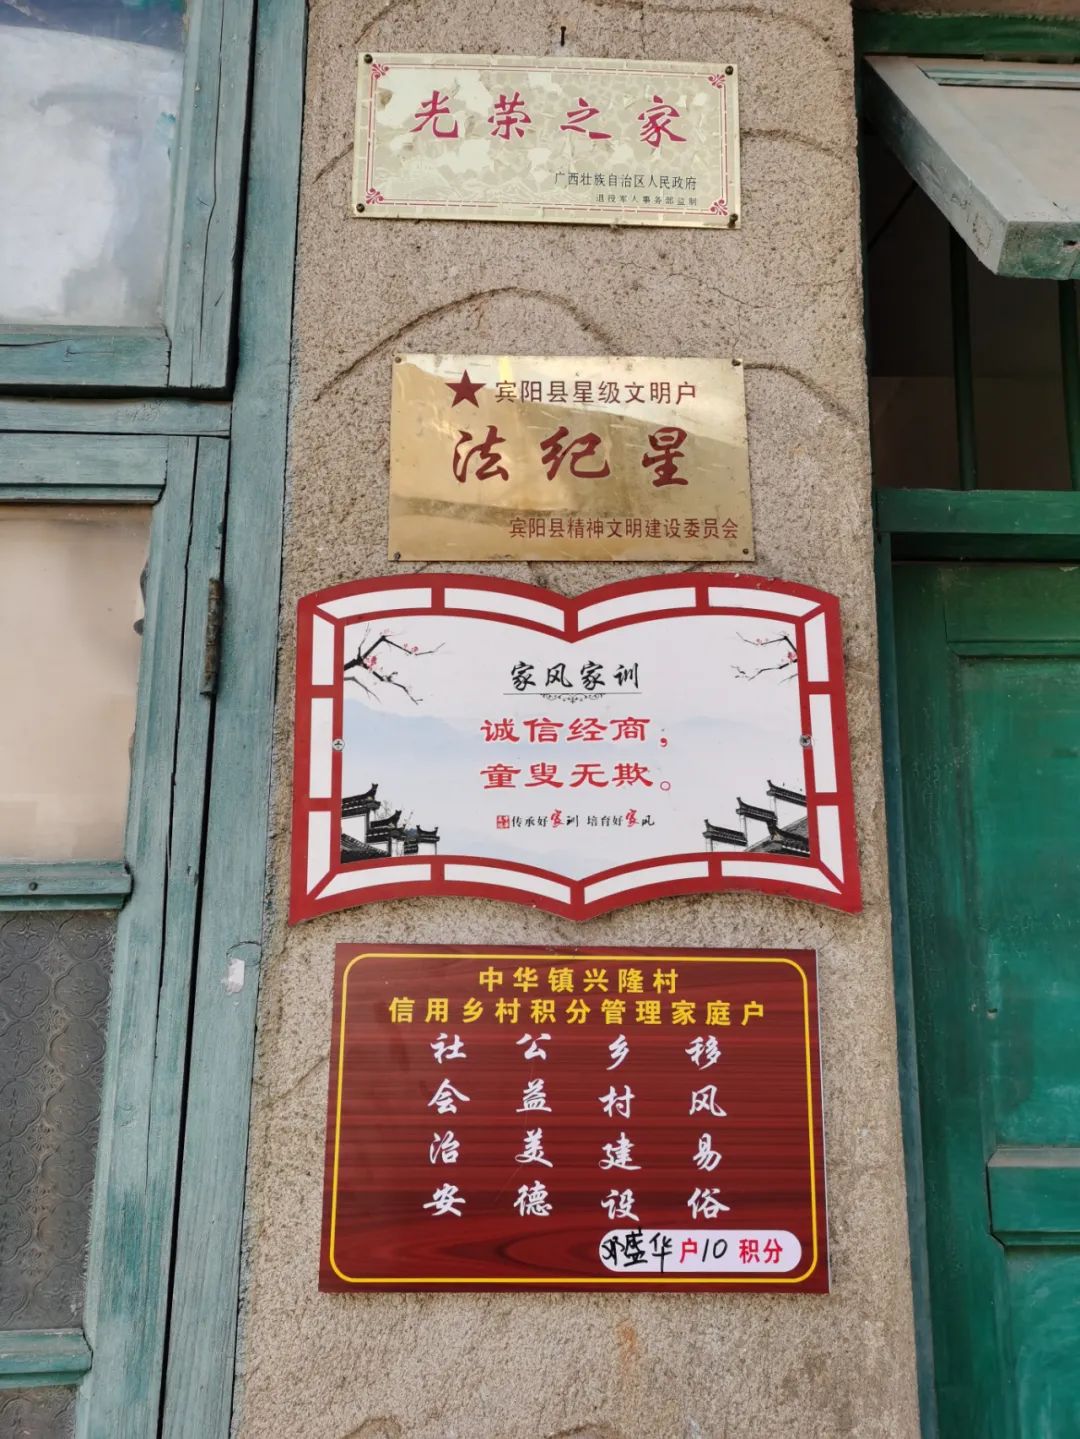 光荣之家
广西壮族自治区人民政府
退役军人事务部监制
★宾阳县星级文明户
法纪星
宾阳县精神文明建设委员会
家风家训
诚信经商，
童叟无欺。
传承好家训 培育好家风
中华镇兴隆村
信用乡村积分管理家庭户
社会治安
公益美德
乡村建设
移风易俗
邓盛华户10积分